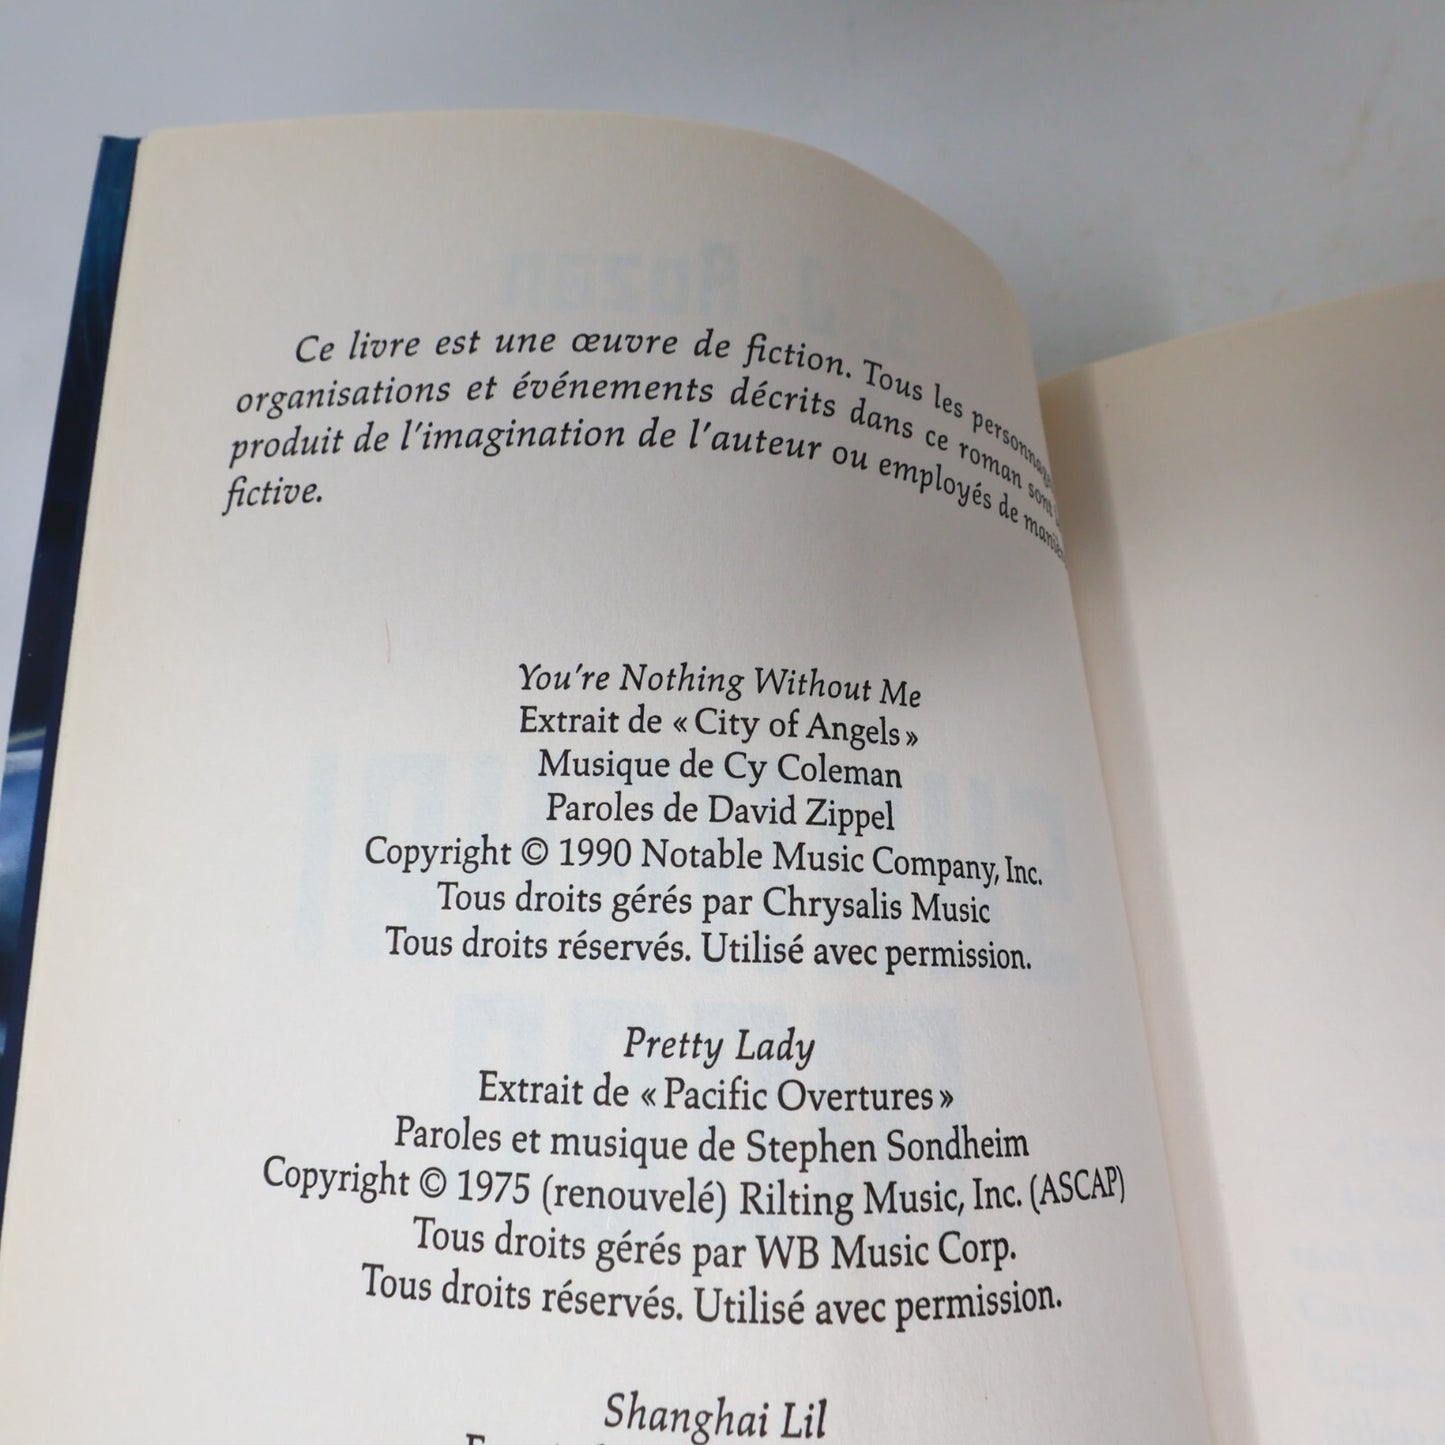 Ce livre est une œuvre de fiction. Tous les personnages
organisations et événements décrits dans ce roman sont
produit de l'imagination de l'auteur ou employés de manière
fictive.
You're Nothing Without Me
Extrait de « City of Angels »
Musique de Cy Coleman
Paroles de David Zippel
Copyright © 1990 Notable Music Company, Inc.
Tous droits gérés par Chrysalis Music
Tous droits réservés. Utilisé avec permission.
Pretty Lady
Extrait de « Pacific Overtures »
Paroles et musique de Stephen Sondheim
Copyright © 1975 (renouvelé) Rilting Music, Inc. (ASCAP)
Tous droits gérés par WB Music Corp.
Tous droits réservés. Utilisé avec permission.
Shanghai Lil